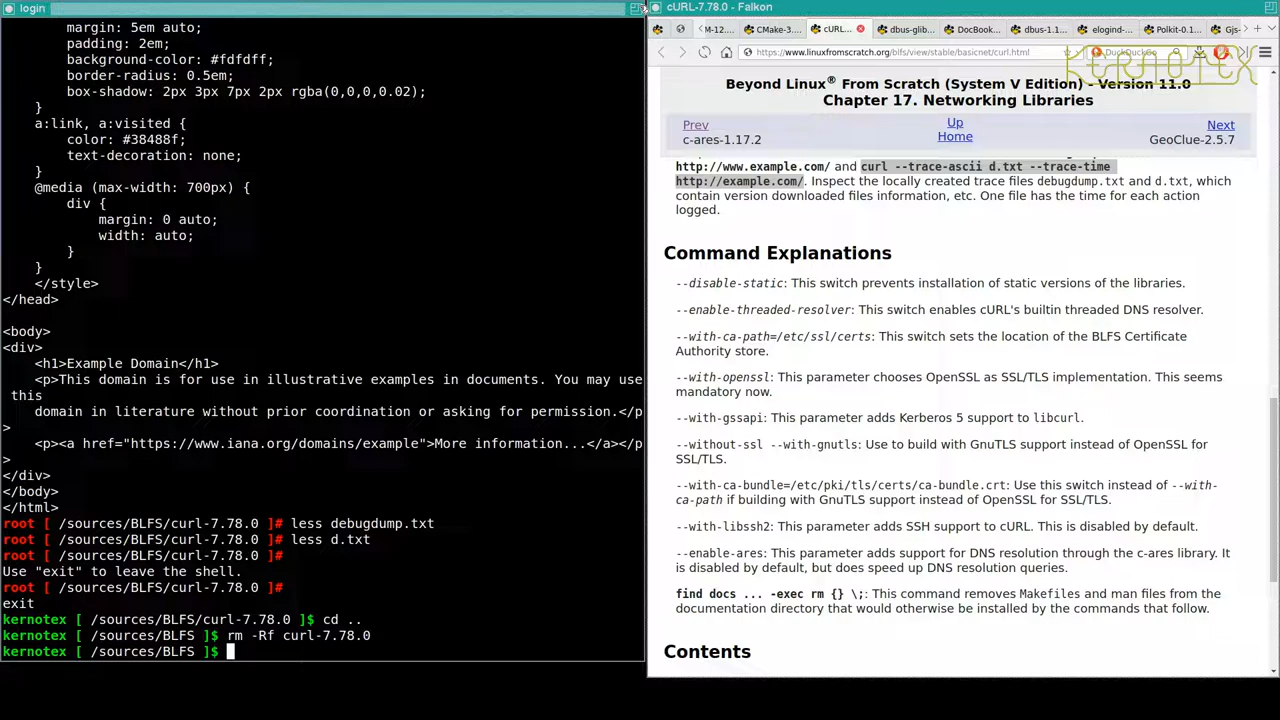 login
margin: 5em auto;
padding: 2em;
background-color: #fdfdff;
border-radius: 0.5em;
box-shadow: 2px 3px 7px 2px rgba(0,0,0,0.02);
}
a:link, a:visited {
color: #38488f;
text-decoration: none;
}
@media (max-width: 700px) {
div {
margin: 0 auto;
width: auto;
}
}
</style>
</head>
<body>
<div>
<h1>Example Domain</h1>
<p>This domain is for use in illustrative examples in documents. You may use
this
domain in literature without prior coordination or asking for permission.</p
>
<p><a href="https://www.iana.org/domains/example">More information...</a></p
>
</div>
</body>
</html>
root [ /sources/BLFS/curl-7.78.0 ]# less debugdump.txt
root [ /sources/BLFS/curl-7.78.0 ]# less d.txt
root [ /sources/BLFS/curl-7.78.0 ]#
Use "exit" to leave the shell.
root [ /sources/BLFS/curl-7.78.0 ]#
exit
kernotex [ /sources/BLFS/curl-7.78.0 ]$ cd ..
kernotex [ /sources/BLFS ]$ rm -Rf curl-7.78.0
kernotex [ /sources/BLFS ]$
cURL-7.78.0 - Falkon
M-12. CMake-3. cURL... dbus-glib DocBook dbus-1.1 elogind- Polkit-0.1 Gjs-
https://www.linuxfromscratch.org/blfs/view/stable/basicnet/curl.html DuckDuckGo
KERNOTEX
Beyond Linux® From Scratch (System V Edition) - Version 11.0
Chapter 17. Networking Libraries
Prev Up Next
c-ares-1.17.2 Home GeoClue-2.5.7
http://www.example.com/ and curl --trace-ascii d.txt --trace-time
http://example.com/. Inspect the locally created trace files debugdump.txt and d.txt, which
contain version downloaded files information, etc. One file has the time for each action
logged.
Command Explanations
--disable-static: This switch prevents installation of static versions of the libraries.
--enable-threaded-resolver: This switch enables cURL's builtin threaded DNS resolver.
--with-ca-path=/etc/ssl/certs: This switch sets the location of the BLFS Certificate
Authority store.
--with-openssl: This parameter chooses OpenSSL as SSL/TLS implementation. This seems
mandatory now.
--with-gssapi: This parameter adds Kerberos 5 support to libcurl.
--without-ssl --with-gnutls: Use to build with GnuTLS support instead of OpenSSL for
SSL/TLS.
--with-ca-bundle=/etc/pki/tls/certs/ca-bundle.crt: Use this switch instead of --with-
ca-path if building with GnuTLS support instead of OpenSSL for SSL/TLS.
--with-libssh2: This parameter adds SSH support to cURL. This is disabled by default.
--enable-ares: This parameter adds support for DNS resolution through the c-ares library. It
is disabled by default, but does speed up DNS resolution queries.
find docs ... -exec rm {} \;: This command removes Makefiles and man files from the
documentation directory that would otherwise be installed by the commands that follow.
Contents